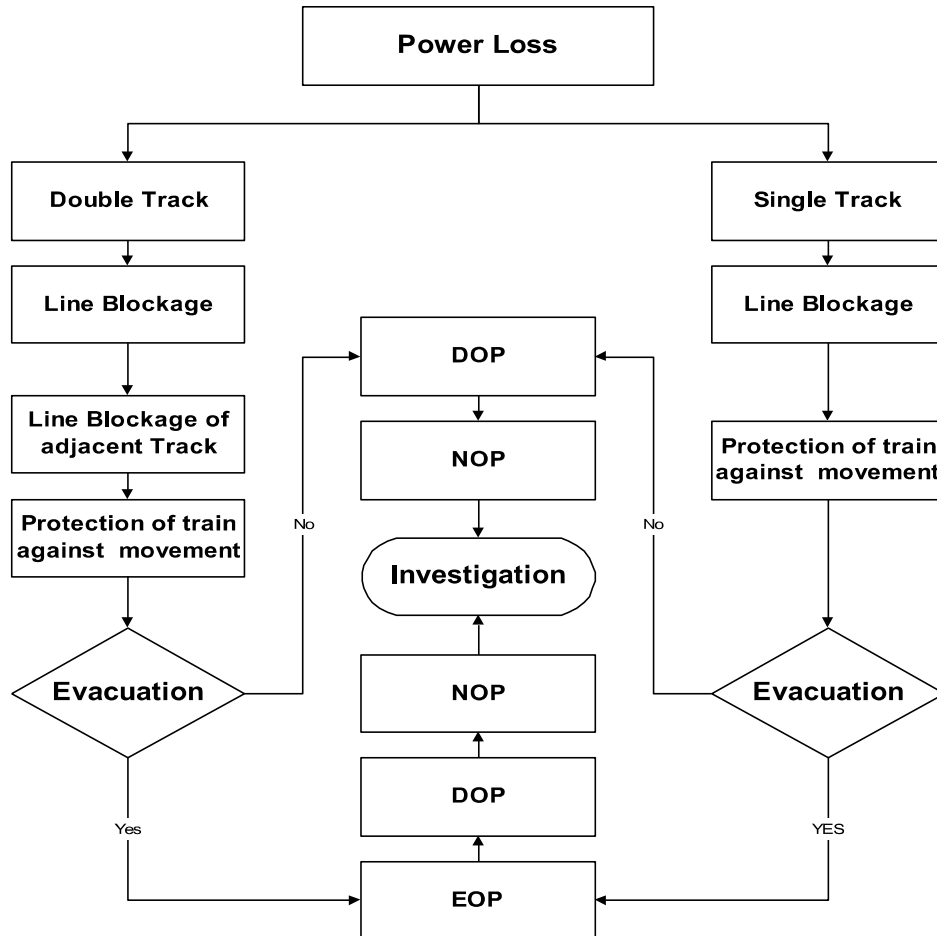 Power Loss
Double Track
Single Track
Line Blockage
Line Blockage
DOP
Line Blockage of
adjacent Track
NOP
Protection of train
against movement
Protection of train
against movement
No
No
Investigation
Evacuation
NOP
Evacuation
DOP
Yes
YES
EOP